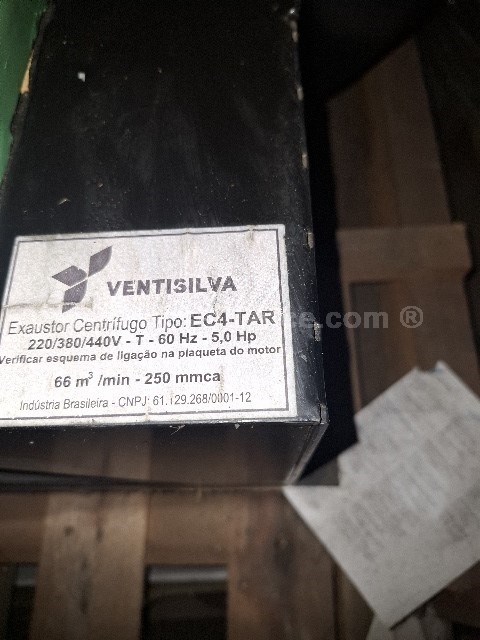 VENTISILVA
Exaustor Centrífugo Tipo: EC4-TAR
220/380/440V - T - 60 Hz - 5,0 Hp
Verificar esquema de ligação na plaqueta do motor
66 m³ /min - 250 mmca
Indústria Brasileira - CNPJ: 61.129.268/0001-12